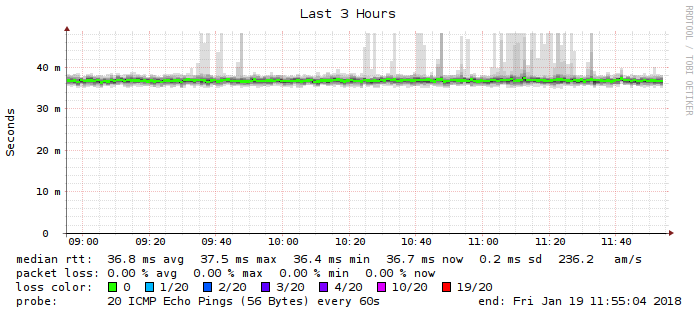 Last 3 Hours
RRDTOOL / TOBI OETIKER
Seconds
40 m
30 m
20 m
10 m
0
09:00 09:20 09:40 10:00 10:20 10:40 11:00 11:20 11:40
median rtt: 36.8 ms avg 37.5 ms max 36.4 ms min 36.7 ms now 0.2 ms sd 236.2 am/s
packet loss: 0.00 % avg 0.00 % max 0.00 % min 0.00 % now
loss color: 0 1/20 2/20 3/20 4/20 10/20 19/20
probe: 20 ICMP Echo Pings (56 Bytes) every 60s end: Fri Jan 19 11:55:04 2018